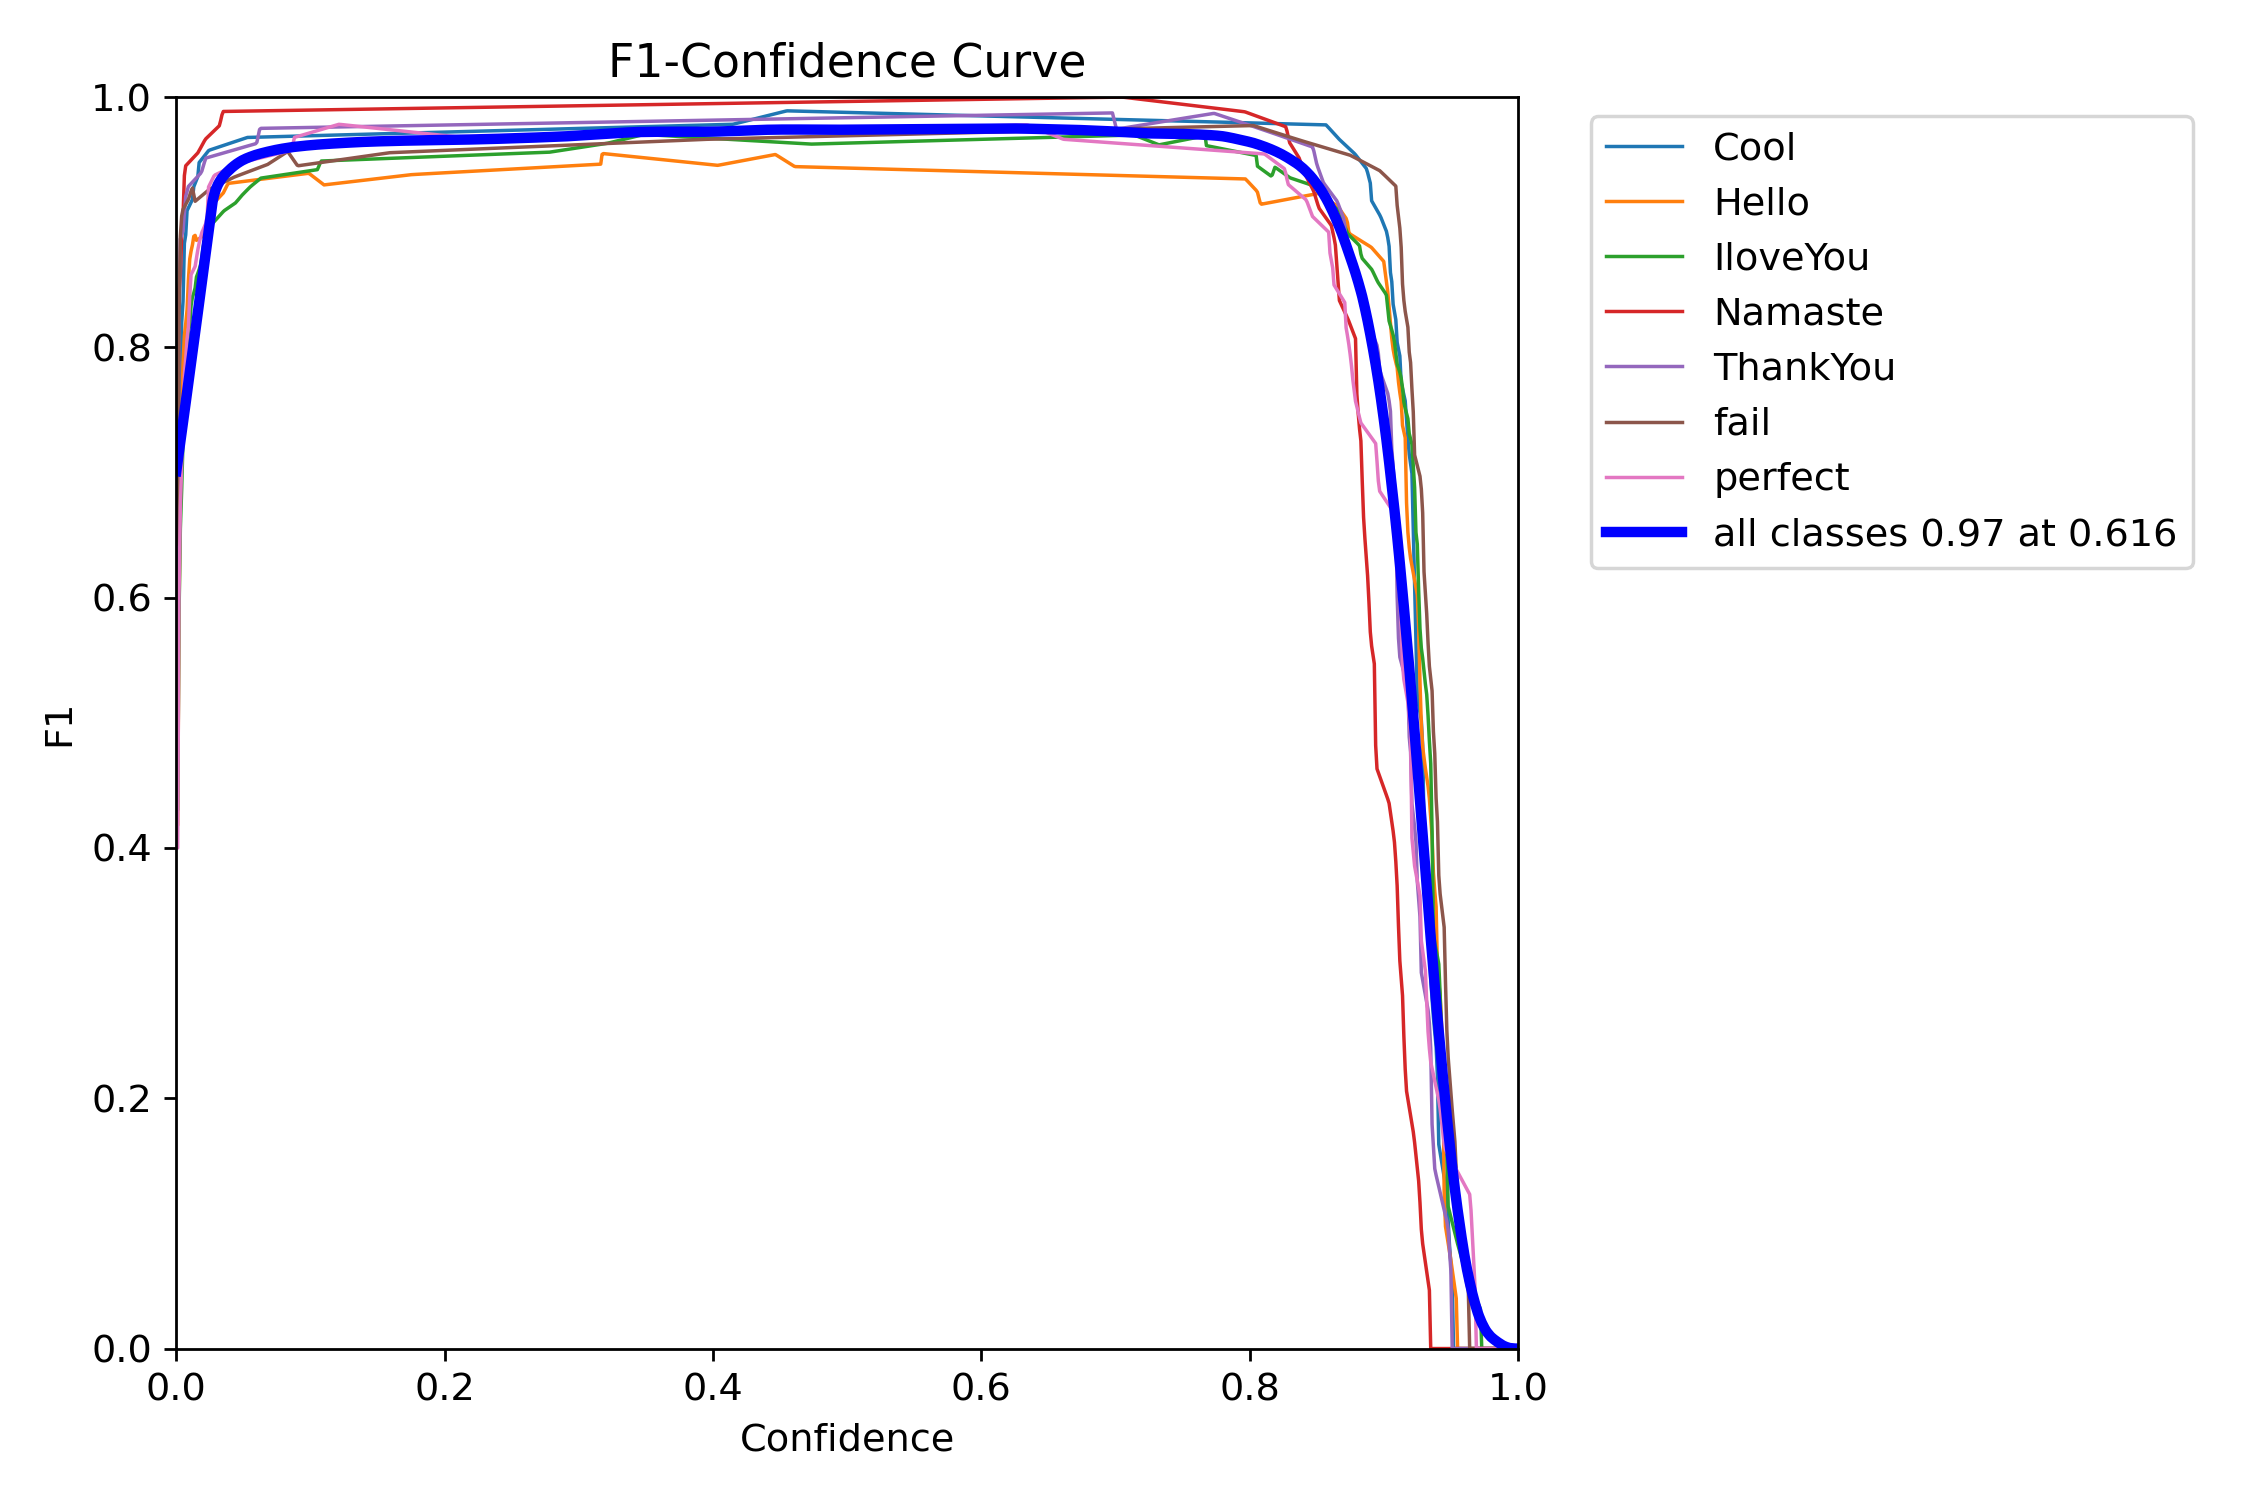 F1-Confidence Curve
1.0
0.8
0.6
0.4
0.2
0.0
F1
0.0 0.2 0.4 0.6 0.8 1.0
Confidence
Cool
Hello
IloveYou
Namaste
ThankYou
fail
perfect
all classes 0.97 at 0.616